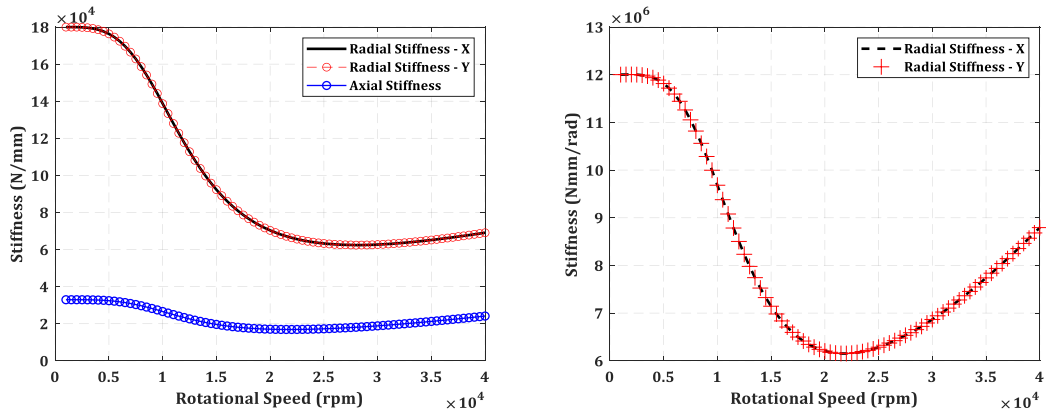 ×10⁴
18
16
14
12
10
8
6
4
2
0
Stiffness (N/mm)
Radial Stiffness - X
Radial Stiffness - Y
Axial Stiffness
0 0.5 1 1.5 2 2.5 3 3.5 4
Rotational Speed (rpm)
×10⁴
×10⁶
13
12
11
10
9
8
7
6
Stiffness (Nmm/rad)
Radial Stiffness - X
Radial Stiffness - Y
0 0.5 1 1.5 2 2.5 3 3.5 4
Rotational Speed (rpm)
×10⁴